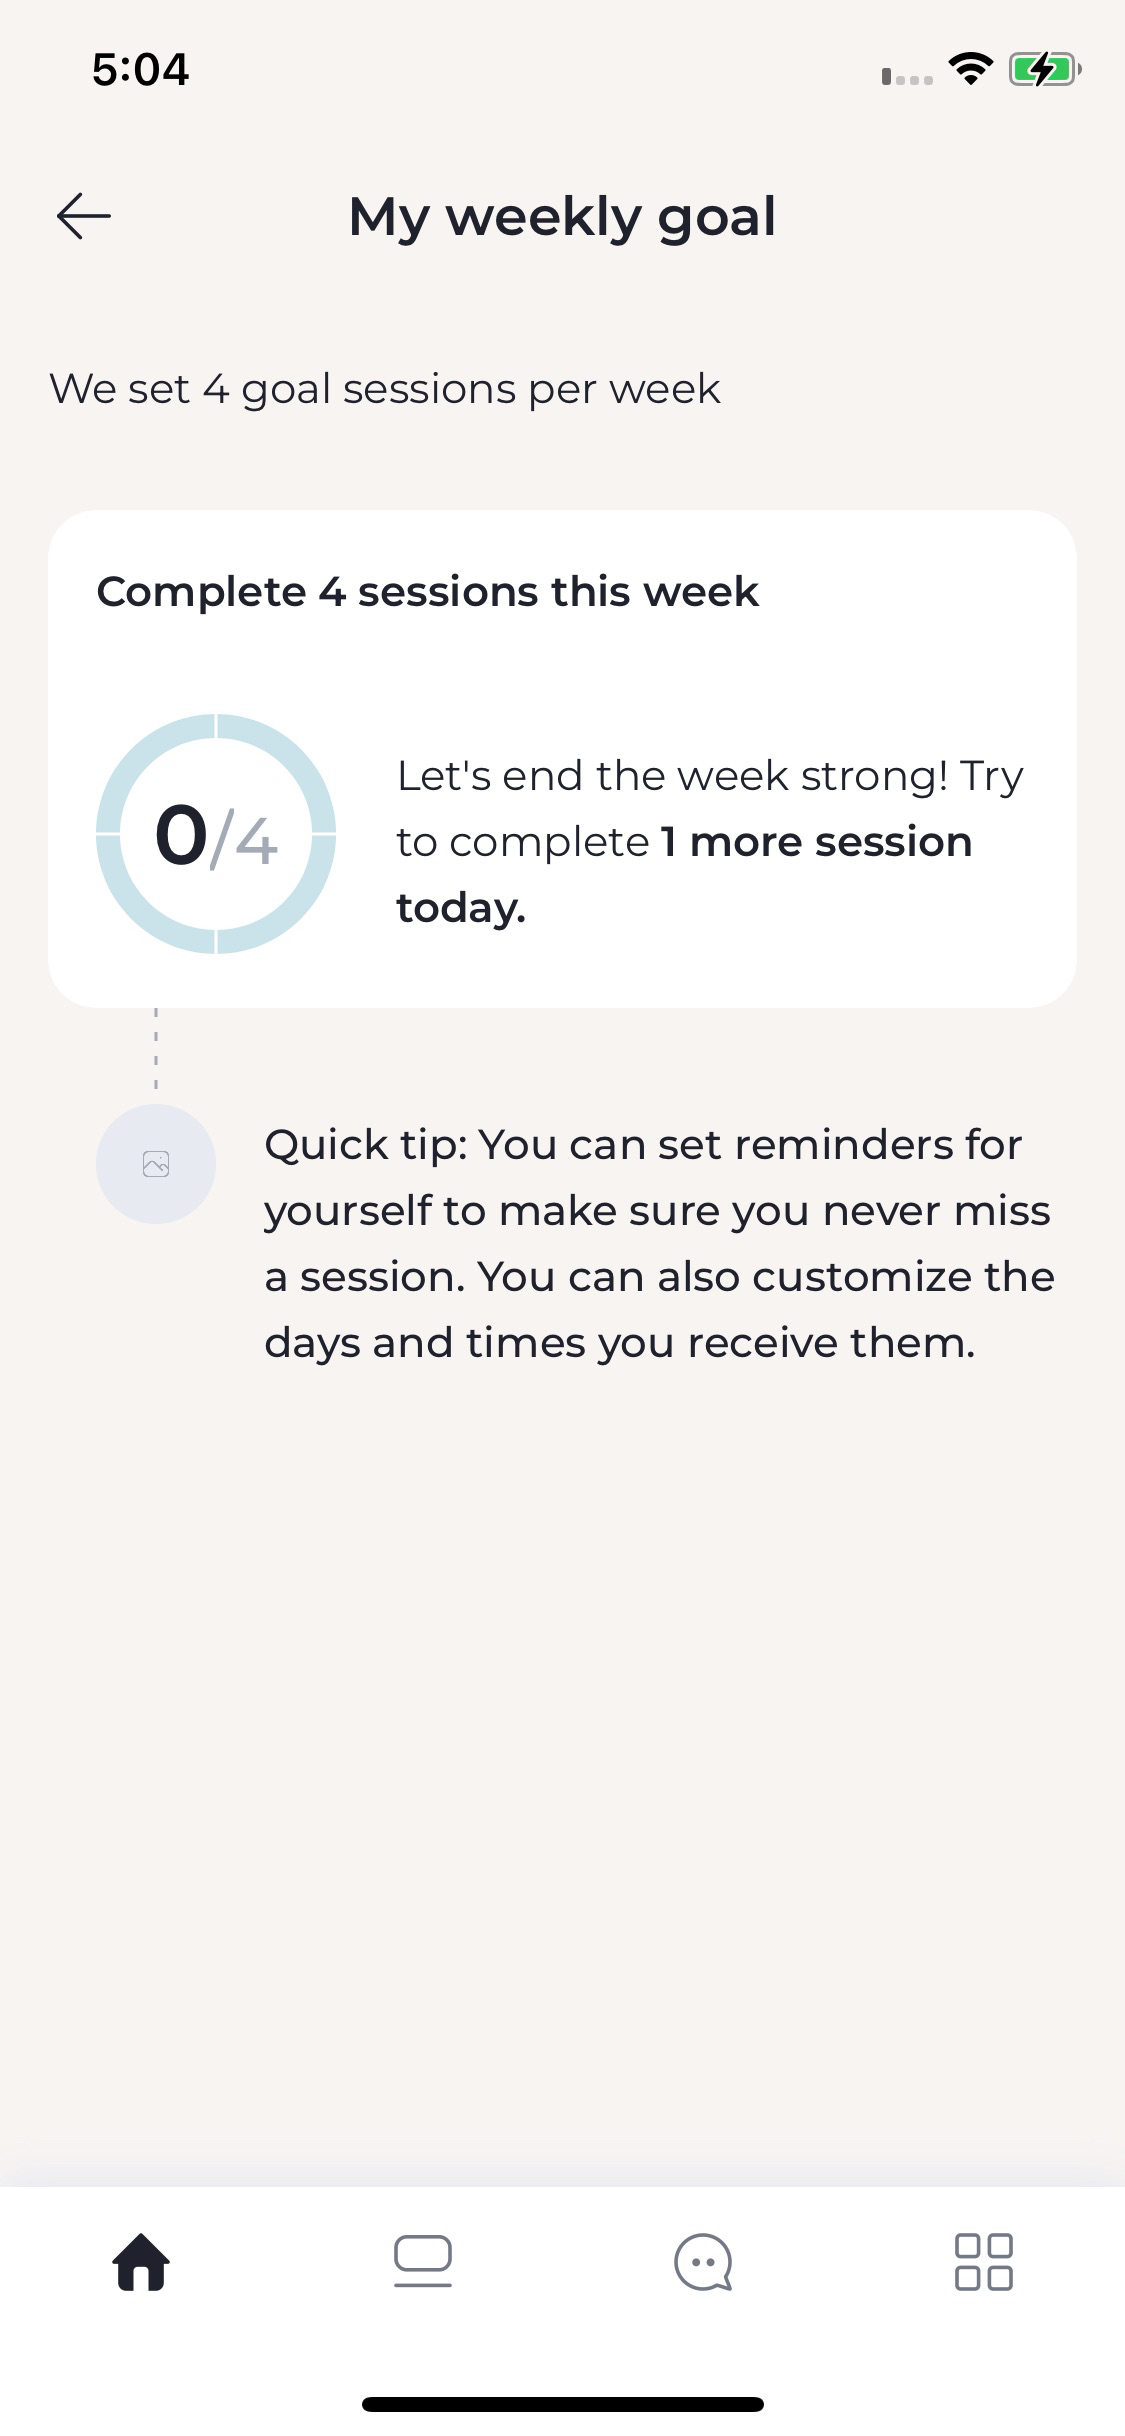 5:04
My weekly goal
We set 4 goal sessions per week
Complete 4 sessions this week
0/4
Let's end the week strong! Try
to complete 1 more session
today.
Quick tip: You can set reminders for
yourself to make sure you never miss
a session. You can also customize the
days and times you receive them.